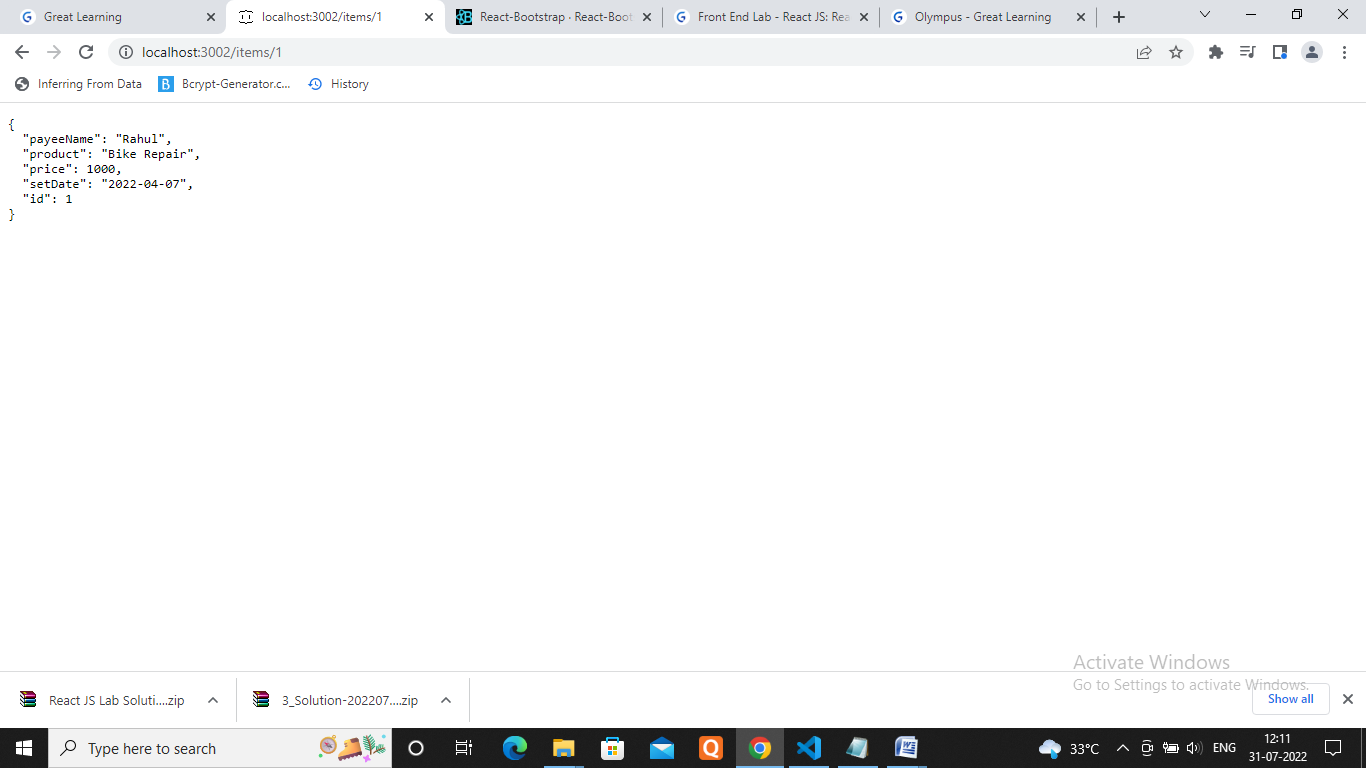 Great Learning
localhost:3002/items/1
React-Bootstrap · React-Boot
Front End Lab - React JS: Rea
Olympus - Great Learning
localhost:3002/items/1
Inferring From Data
B Bcrypt-Generator.c...
History
{
  "payeeName": "Rahul",
  "product": "Bike Repair",
  "price": 1000,
  "setDate": "2022-04-07",
  "id": 1
}
Activate Windows
Go to Settings to activate Windows.
React JS Lab Soluti....zip
3_Solution-202207....zip
Show all
Type here to search
33°C
ENG
12:11
31-07-2022